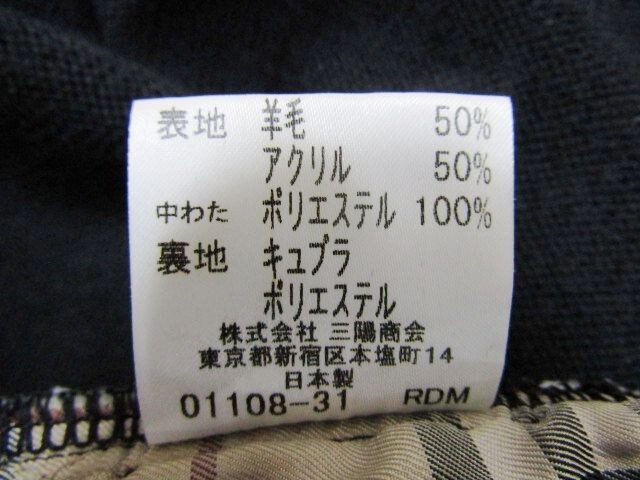 表地 羊毛 50%
アクリル 50%
中わた ポリエステル 100%
裏地 キュプラ
ポリエステル
株式会社 三陽商会
東京都新宿区本塩町14
日本製
01108-31 RDM